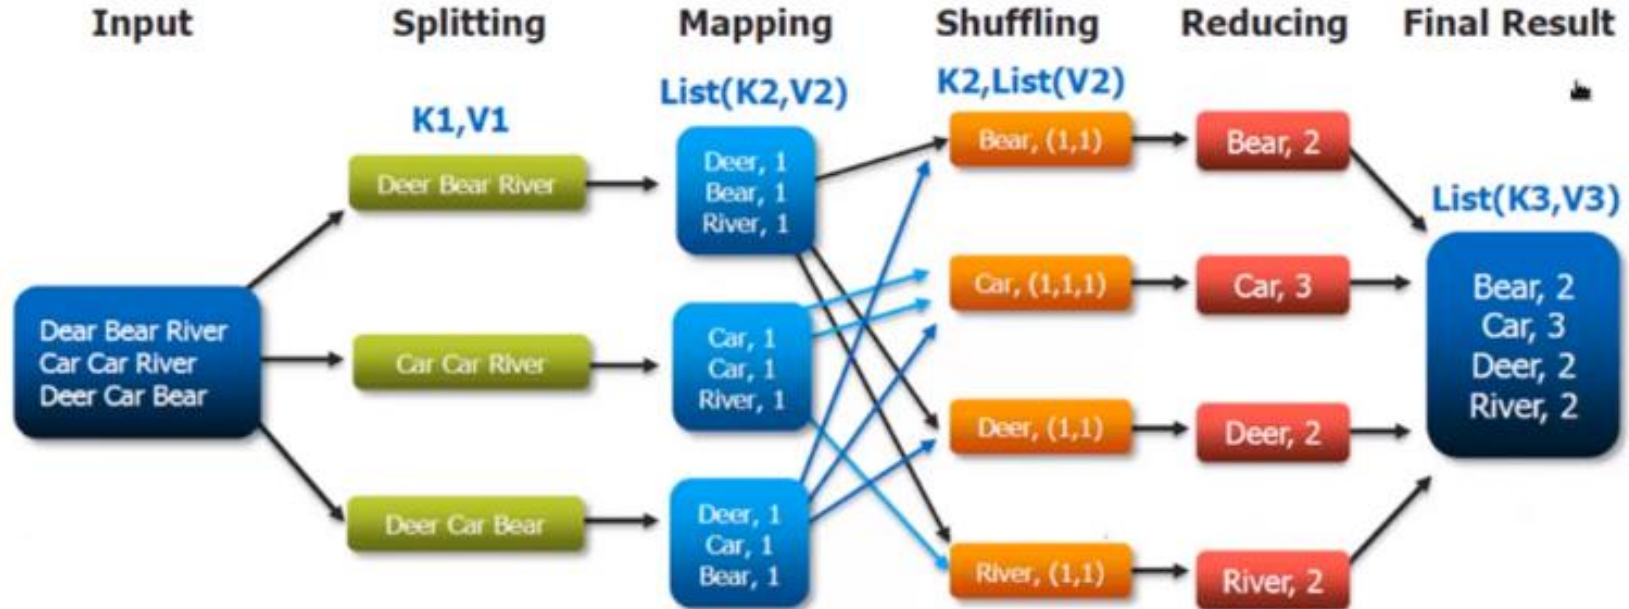 Input
Splitting
Mapping
Shuffling
Reducing
Final Result
K1,V1
List(K2,V2)
K2,List(V2)
List(K3,V3)
Dear Bear River
Car Car River
Deer Car Bear
Deer Bear River
Car Car River
Deer Car Bear
Deer, 1
Bear, 1
River, 1
Car, 1
Car, 1
River, 1
Deer, 1
Car, 1
Bear, 1
Bear, (1,1)
Car, (1,1,1)
Deer, (1,1)
River, (1,1)
Bear, 2
Car, 3
Deer, 2
River, 2
Bear, 2
Car, 3
Deer, 2
River, 2